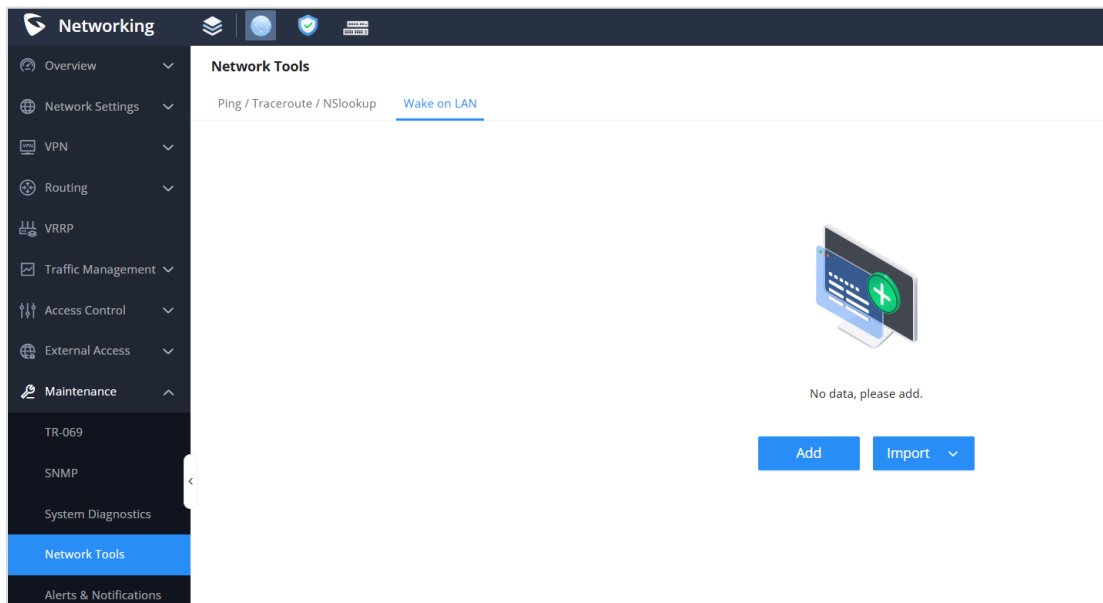 Networking
Overview
Network Settings
VPN
VPN
Routing
VRRP
Traffic Management
Access Control
External Access
Maintenance
TR-069
SNMP
System Diagnostics
Network Tools
Alerts & Notifications
Network Tools
Ping / Traceroute / NSlookup Wake on LAN
No data, please add.
Add Import